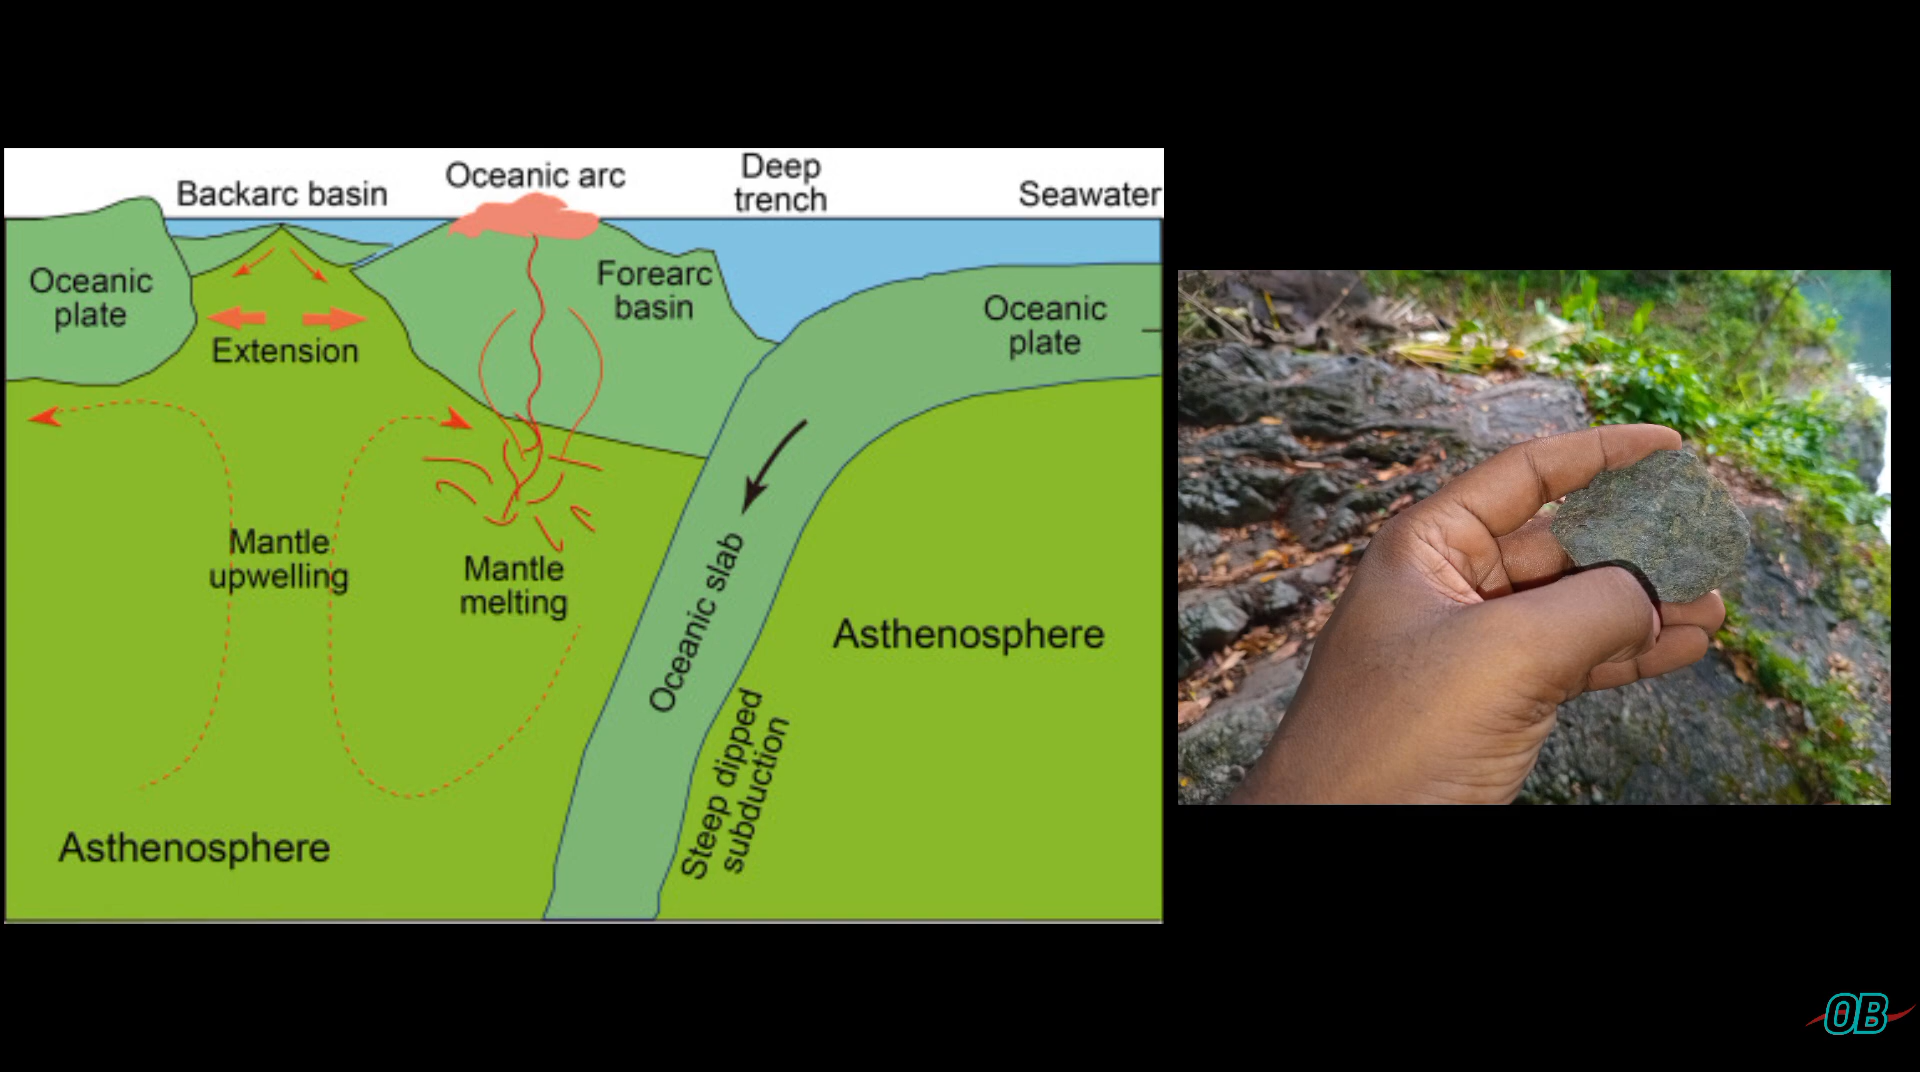 Backarc basin
Oceanic arc
Deep
trench
Seawater
Oceanic
plate
Extension
Forearc
basin
Oceanic
plate
Mantle
upwelling
Mantle
melting
Oceanic slab
Steep dipped
subduction
Asthenosphere
Asthenosphere
OB